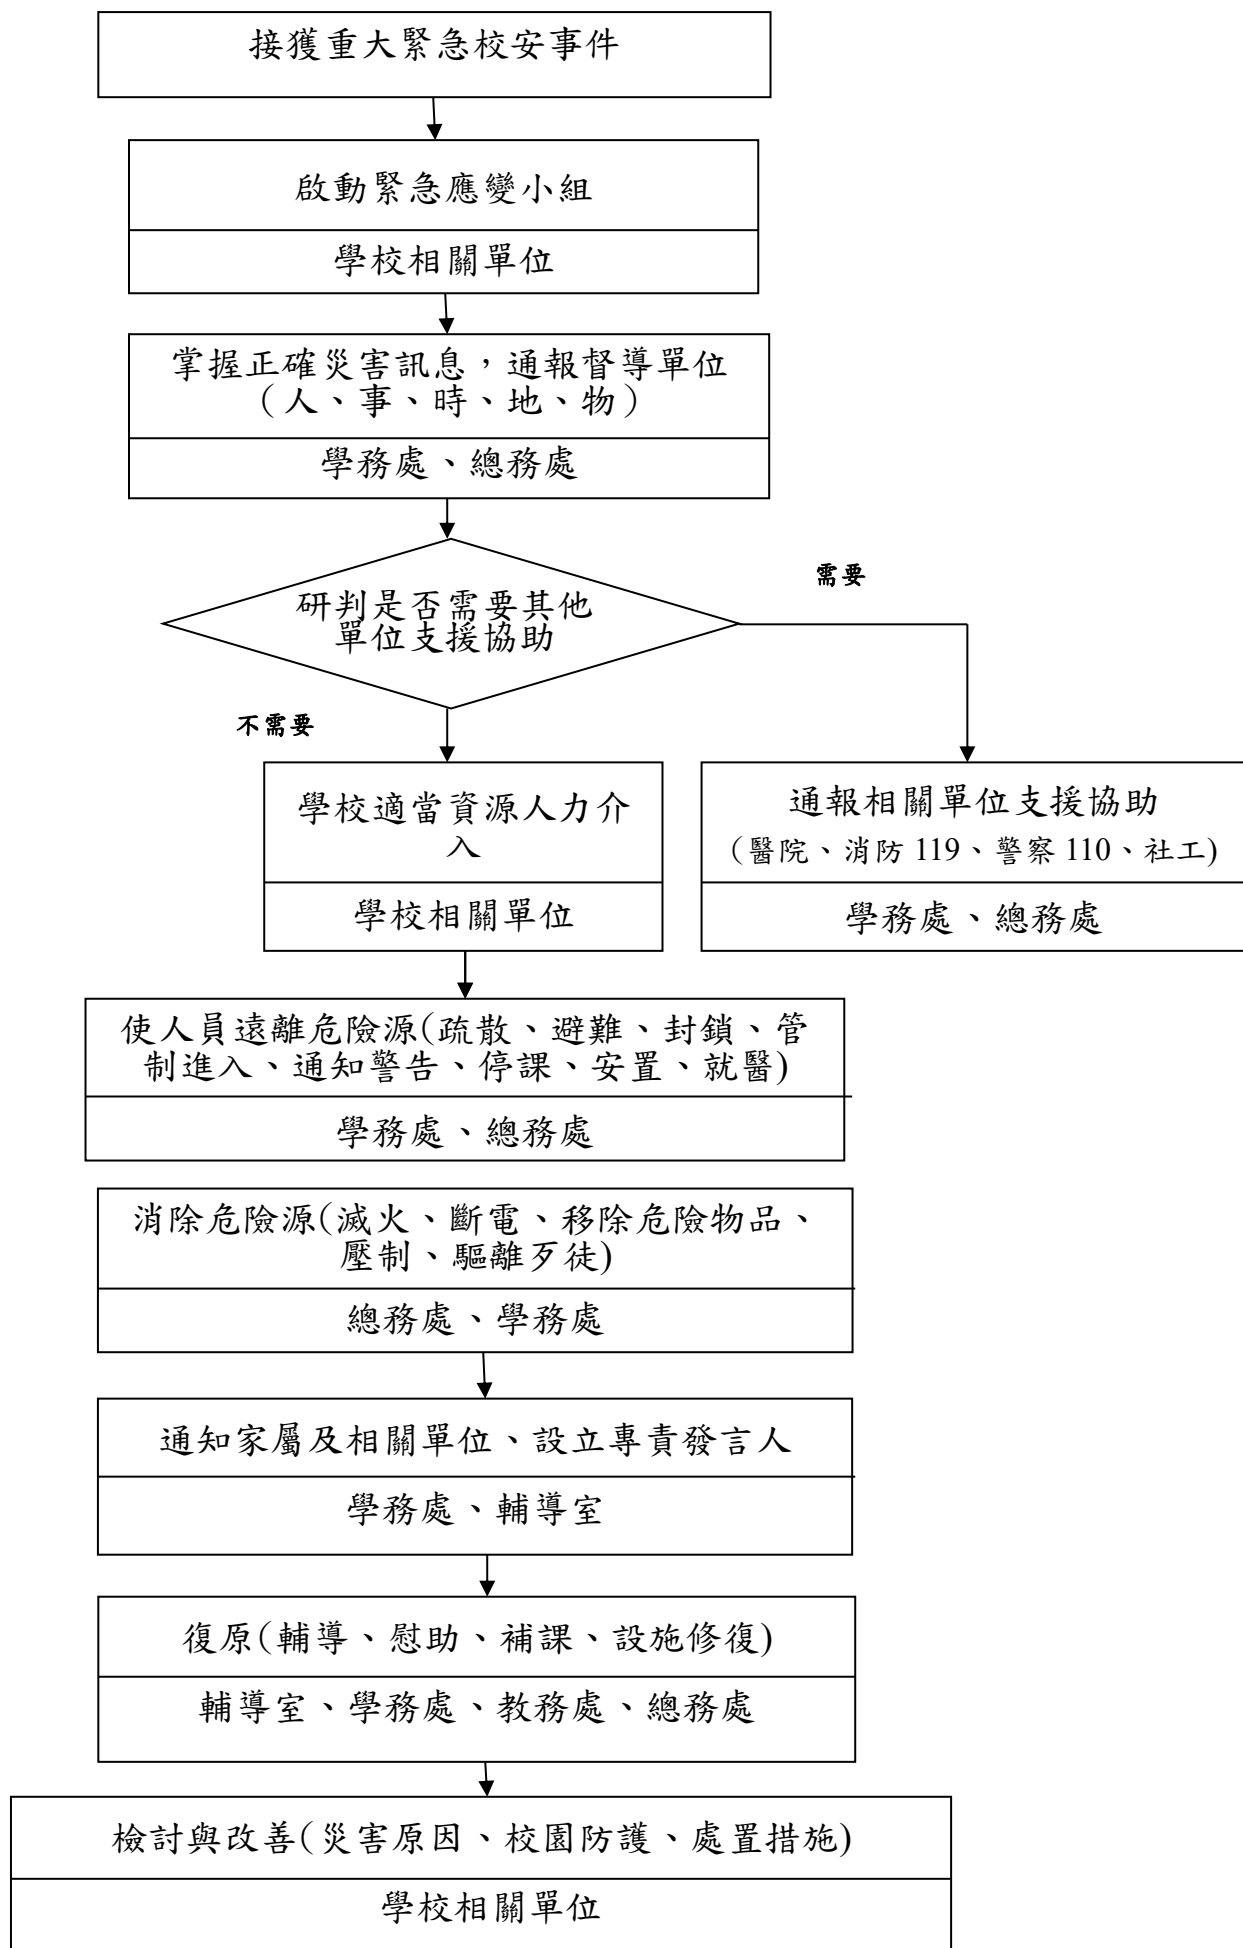 接獲重大緊急校安事件
啟動緊急應變小組
學校相關單位
掌握正確災害訊息，通報督導單位
（人、事、時、地、物）
學務處、總務處
需要
研判是否需要其他
單位支援協助
不需要
學校適當資源人力介
入
學校相關單位
通報相關單位支援協助
（醫院、消防 119、警察 110、社工)
學務處、總務處
使人員遠離危險源(疏散、避難、封鎖、管
制進入、通知警告、停課、安置、就醫)
學務處、總務處
消除危險源(滅火、斷電、移除危險物品、
壓制、驅離歹徒)
總務處、學務處
通知家屬及相關單位、設立專責發言人
學務處、輔導室
復原(輔導、慰助、補課、設施修復)
輔導室、學務處、教務處、總務處
檢討與改善(災害原因、校園防護、處置措施)
學校相關單位